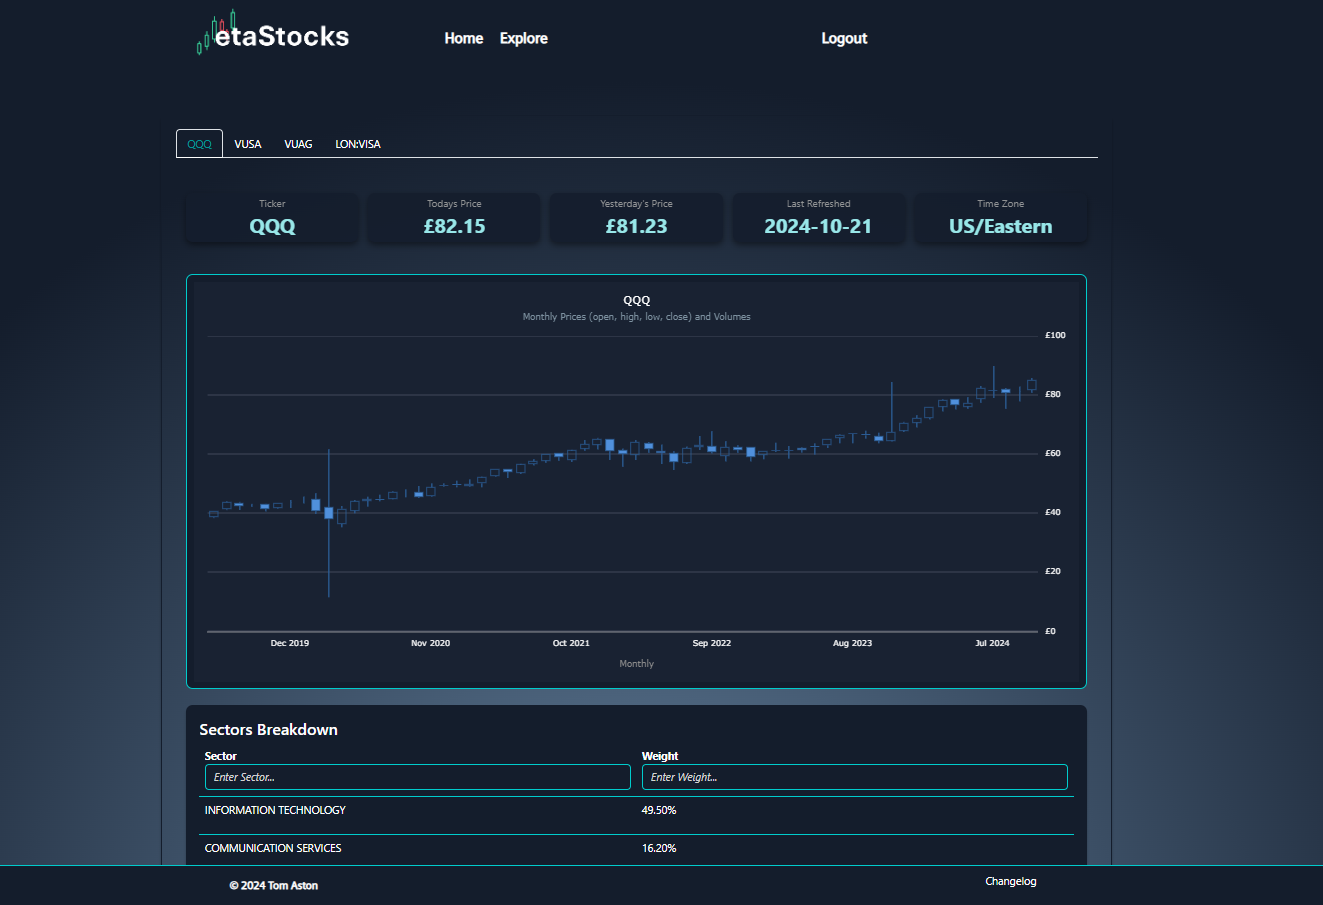 etaStocks Home Explore Logout
QQQ VUSA VUAG LON:VISA
Ticker Todays Price Yesterday's Price Last Refreshed Time Zone
QQQ £82.15 £81.23 2024-10-21 US/Eastern
QQQ
Monthly Prices (open, high, low, close) and Volumes
£100
£80
£60
£40
£20
£0
Dec 2019 Nov 2020 Oct 2021 Sep 2022 Aug 2023 Jul 2024
Monthly
Sectors Breakdown
Sector Weight
Enter Sector... Enter Weight...
INFORMATION TECHNOLOGY 49.50%
COMMUNICATION SERVICES 16.20%
© 2024 Tom Aston Changelog